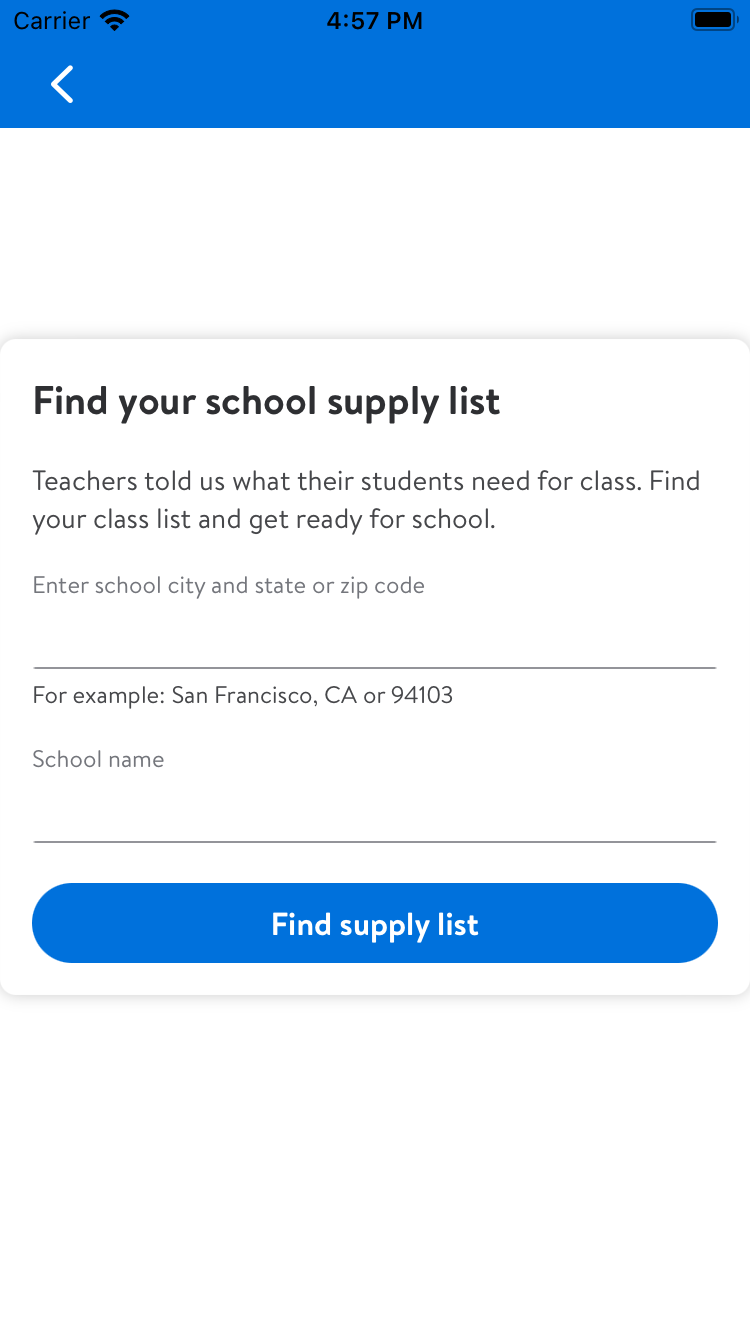 Carrier 4:57 PM
Find your school supply list
Teachers told us what their students need for class. Find
your class list and get ready for school.
Enter school city and state or zip code
For example: San Francisco, CA or 94103
School name
Find supply list